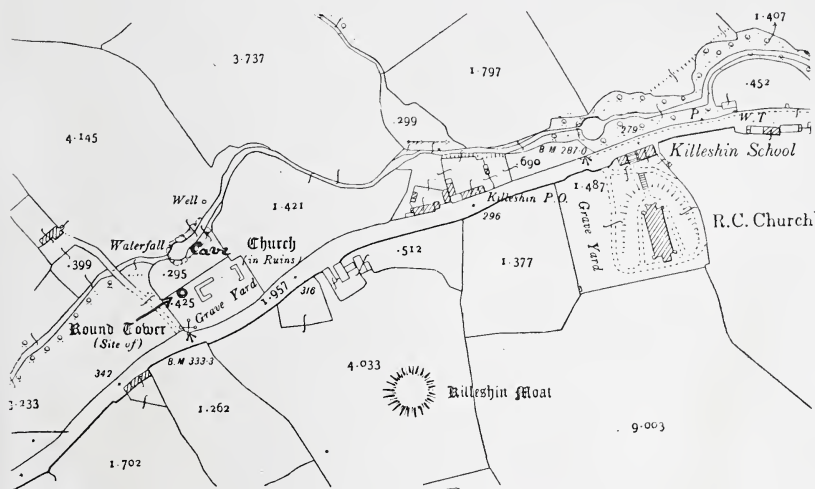 1·407
3·737
1·797
·452
4·145
·299
P
W.T
279
B M 287·0
·690
Killeshin School
Well
1·421
Killeshin P.O.
1·487
296
R.C. Church
Grave Yard
Waterfall
Cave
Church
(in Ruins)
·512
1·377
·399
·295
·425
Grave Yard
1·957
316
Round Tower
(Site of)
B.M 333·3
4·033
342
Killeshin Moat
3·233
1·262
9·003
1·702